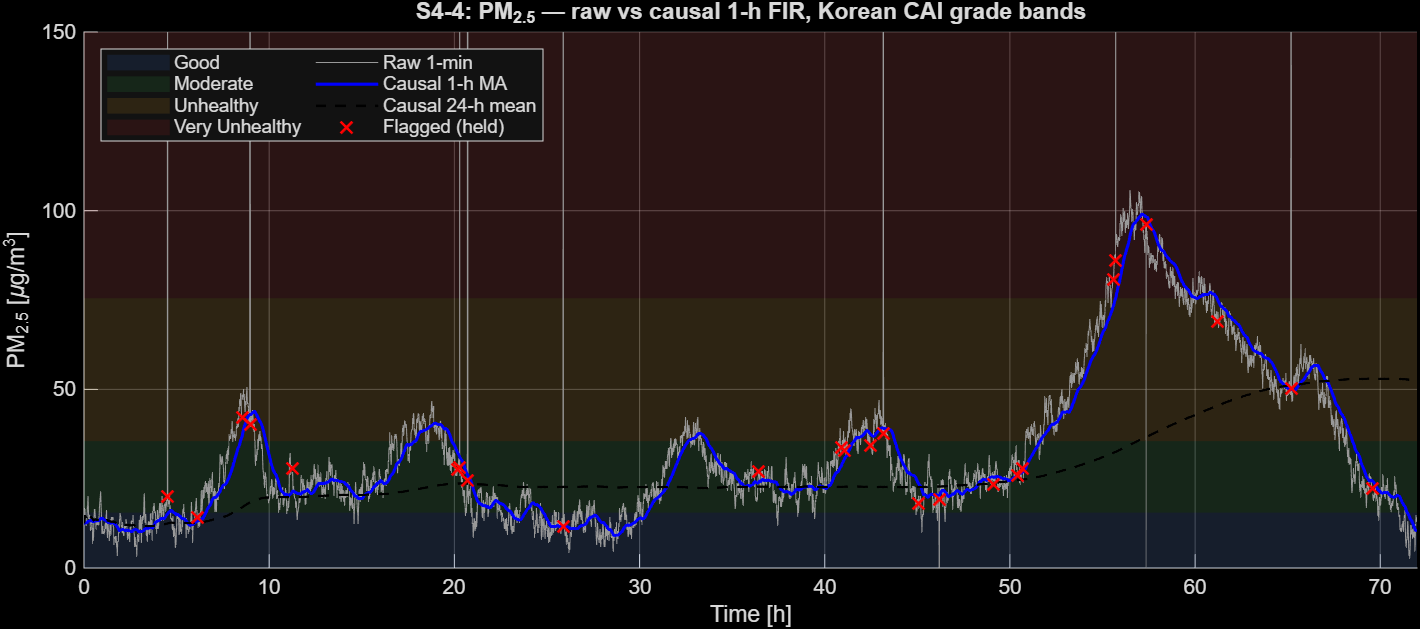 S4-4: PM2.5 — raw vs causal 1-h FIR, Korean CAI grade bands
150
100
50
0
PM2.5 [µg/m³]
Good
Moderate
Unhealthy
Very Unhealthy
Raw 1-min
Causal 1-h MA
Causal 24-h mean
Flagged (held)
0 10 20 30 40 50 60 70
Time [h]